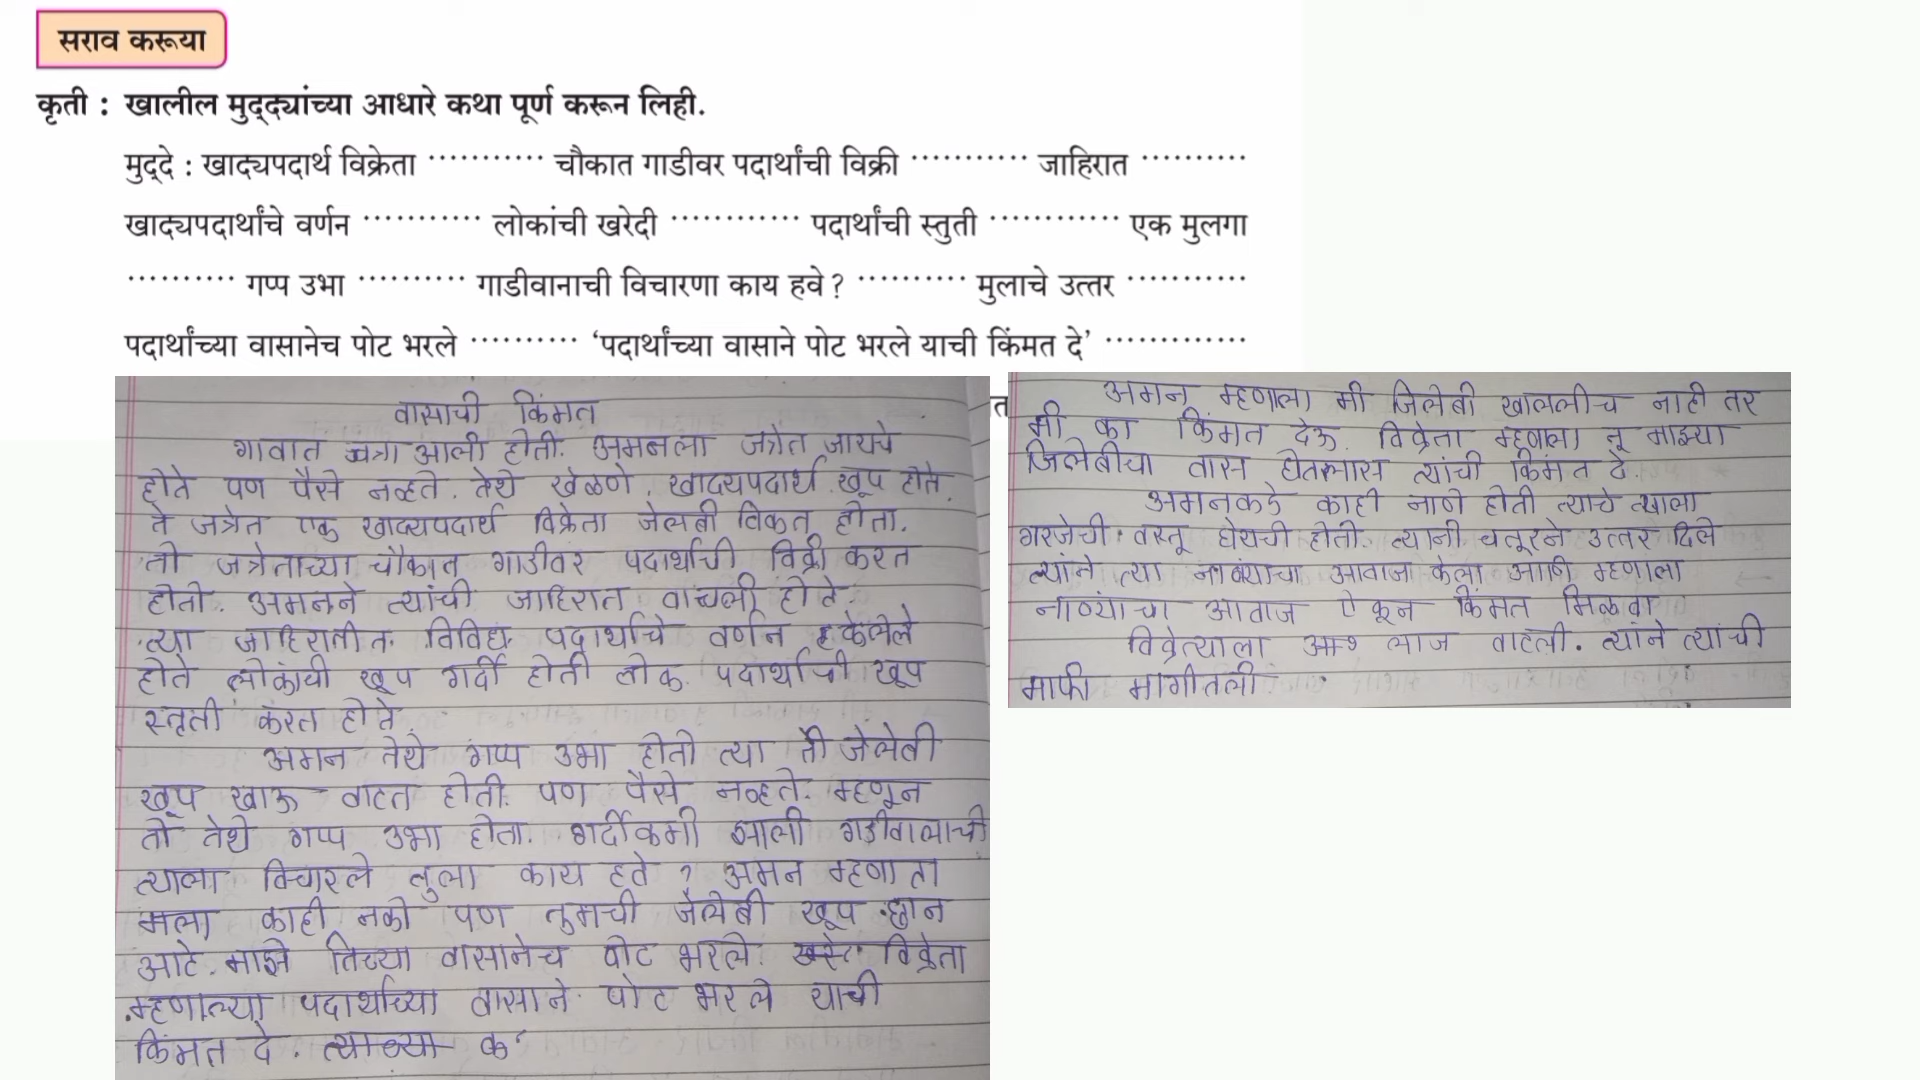 सराव करूया
कृती : खालील मुद्द्यांच्या आधारे कथा पूर्ण करून लिही.
मुद्दे : खाद्यपदार्थ विक्रेता ........... चौकात गाडीवर पदार्थांची विक्री ........... जाहिरात ..........
खाद्यपदार्थांचे वर्णन ........... लोकांची खरेदी ............ पदार्थांची स्तुती ............ एक मुलगा
.......... गप्प उभा .......... गाडीवानाची विचारणा काय हवे ? .......... मुलाचे उत्तर ...........
पदार्थांच्या वासानेच पोट भरले .......... ‘पदार्थांच्या वासाने पोट भरले याची किंमत दे’ .............
वासाची किंमत
गावात जत्रा आली होती. अमनला जत्रेत जायचे
होते पण पैसे नव्हते. तेथे खेळणे, खाद्यपदार्थ खूप होते.
ते जत्रेत एक खाद्यपदार्थ विक्रेता जेलेबी विकत होता.
तो जत्रेताच्या चौकात गाडीवर पदार्थाची विक्री करत
होतो. अमनने त्यांची जाहिरात वाचली होते.
त्या जाहिरातीत विविध पदार्थाचे वर्णन केलेले
होते लोकांची खूप गर्दी होती लोक पदार्थाची खूप
स्तृती करत होते.
अमन तेथे गप्प उभा होतो त्या ती जेलेबी
खूप खाऊ वाटत होती. पण पैसे नव्हते. म्हणून
तो तेथे गप्प उभा होता. गर्दीकमी झाली गाडीवालाची
त्याला विचारले तुला काय हवे ? अमन म्हणाला
मला काही नको पण तुमची जेलेबी खूप छान
आहे. माझे तिच्या वासानेच पोट भरले. विक्रेता
म्हणाल्या पदार्थाच्या वासाने पोट भरले याची
किंमत दे. त्याच्या क
त
अमन म्हणाला मी जिलेबी खाललीच नाही तर
मी का किंमत देऊ. विक्रेता म्हणाला तू माझ्या
जिलेबीचा वास घेतलास त्यांची किंमत दे.
अमनकडे काही नाणे होती त्याचे त्याला
गरजेची वास्तू घेयची होती. त्यानी चतूरने उत्तर दिले
त्यांने त्या नाव्यांचा आवाज केला आणि म्हणाला
नाण्यांचा आवाज ऐकून किंमत मिळवा
विक्रेत्याला लाज वाटली. त्याने त्यांची
माफी मागीतली